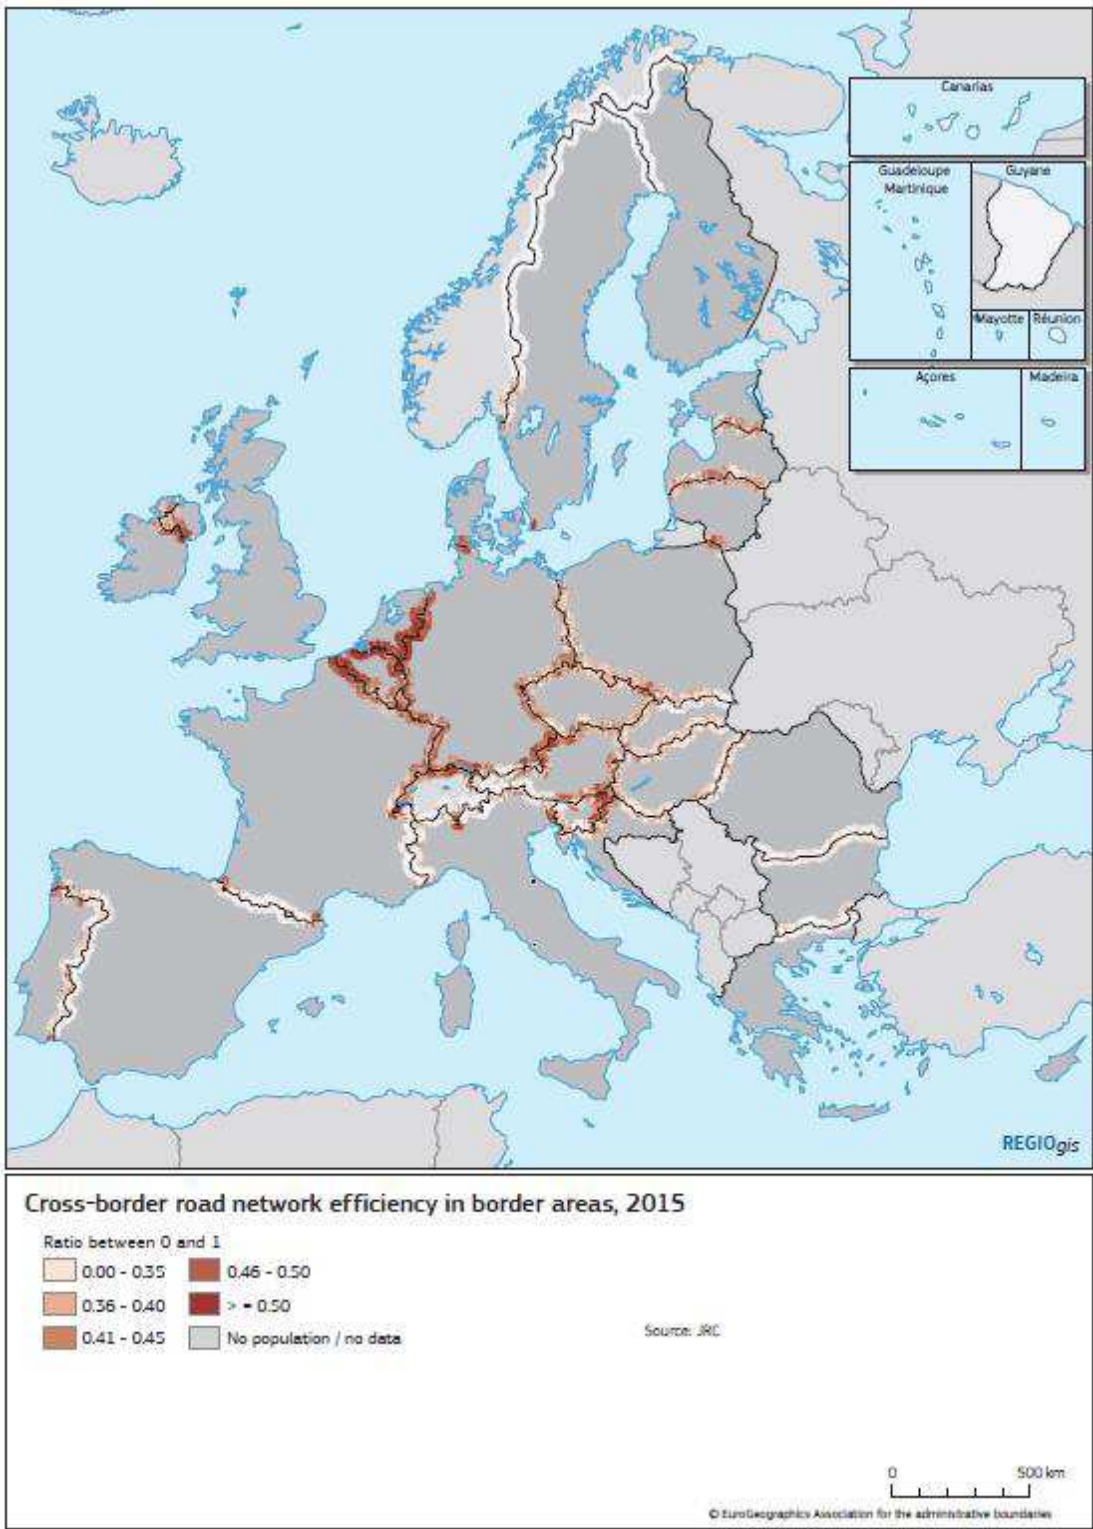 Canarias
Guadeloupe
Martinique
Guyane
Mayotte
Réunion
Açores
Madeira
REGIOgis
Cross-border road network efficiency in border areas, 2015
Ratio between 0 and 1
0.00 - 0.35
0.46 - 0.50
0.36 - 0.40
> = 0.50
0.41 - 0.45
No population / no data
Source: JRC
0
500 km
© EuroGeographics Association for the administrative boundaries